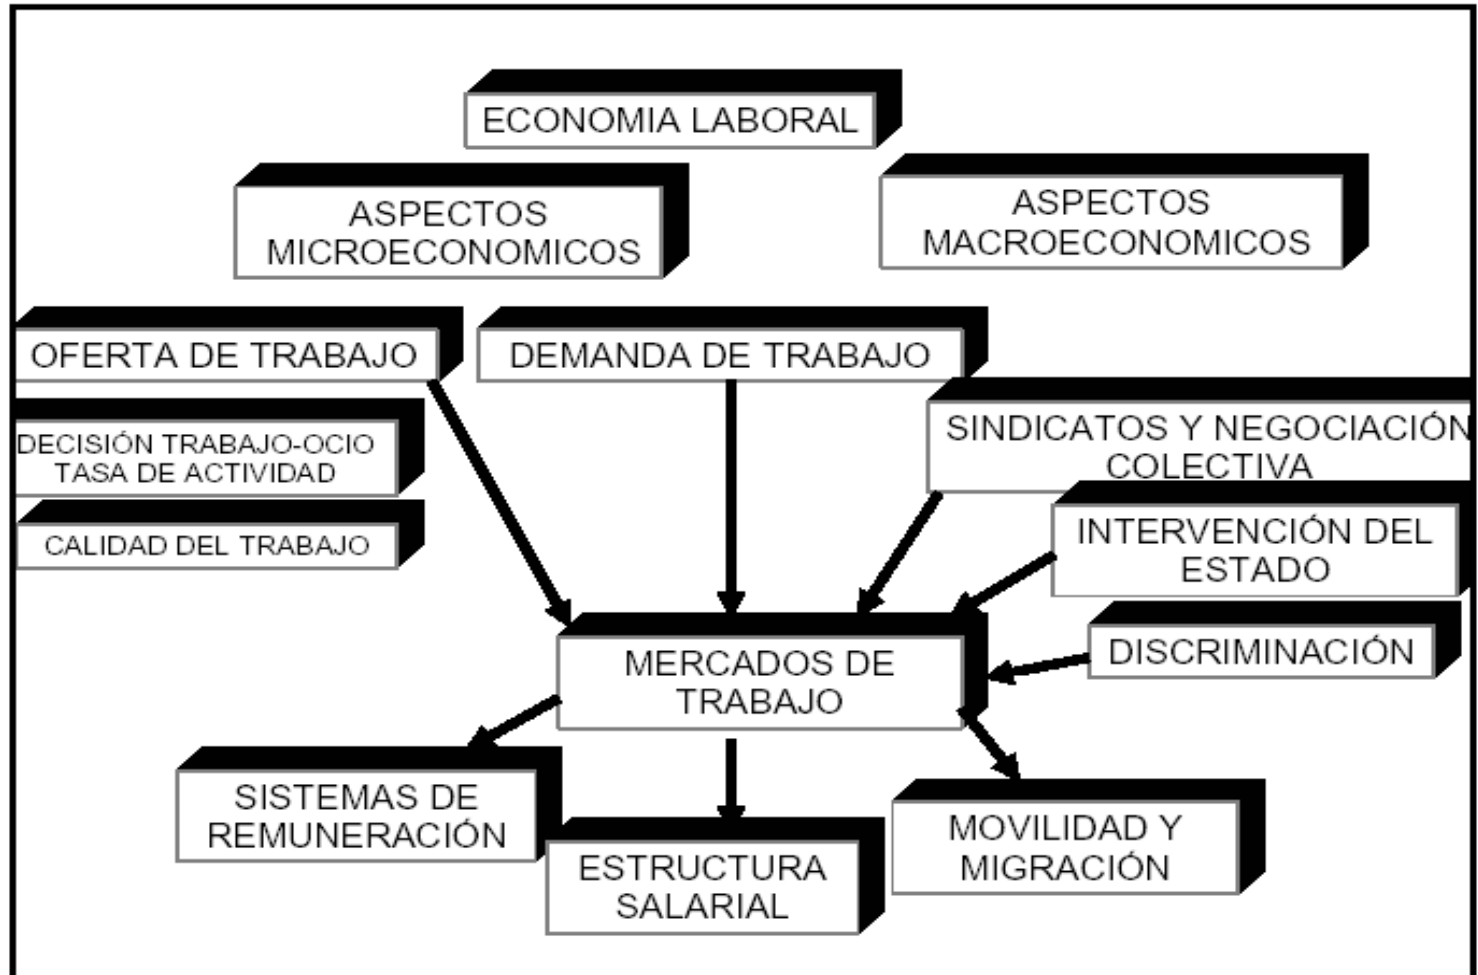 ECONOMIA LABORAL
ASPECTOS
MICROECONOMICOS
ASPECTOS
MACROECONOMICOS
OFERTA DE TRABAJO
DEMANDA DE TRABAJO
DECISIÓN TRABAJO-OCIO
TASA DE ACTIVIDAD
SINDICATOS Y NEGOCIACIÓN
COLECTIVA
CALIDAD DEL TRABAJO
INTERVENCIÓN DEL
ESTADO
DISCRIMINACIÓN
MERCADOS DE
TRABAJO
SISTEMAS DE
REMUNERACIÓN
ESTRUCTURA
SALARIAL
MOVILIDAD Y
MIGRACIÓN